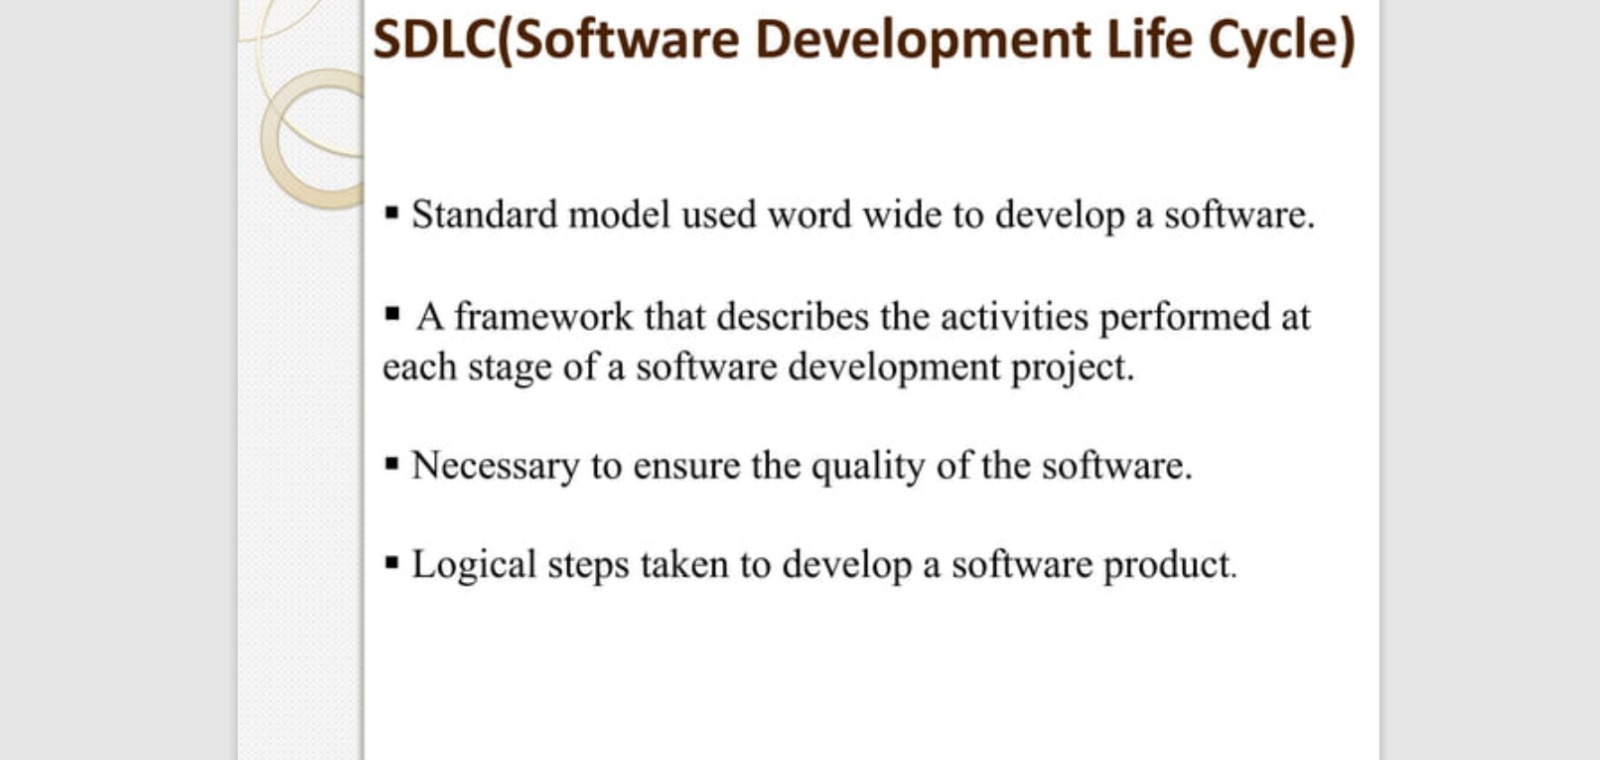 SDLC(Software Development Life Cycle)
▪ Standard model used word wide to develop a software.
▪ A framework that describes the activities performed at
each stage of a software development project.
▪ Necessary to ensure the quality of the software.
▪ Logical steps taken to develop a software product.